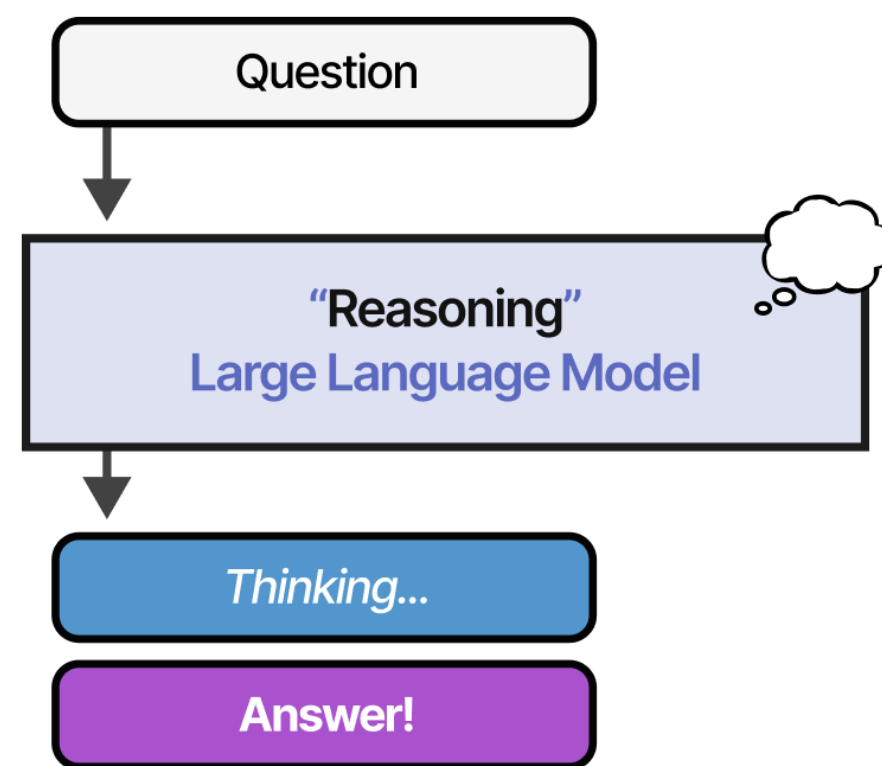 Question
“Reasoning”
Large Language Model
Thinking...
Answer!